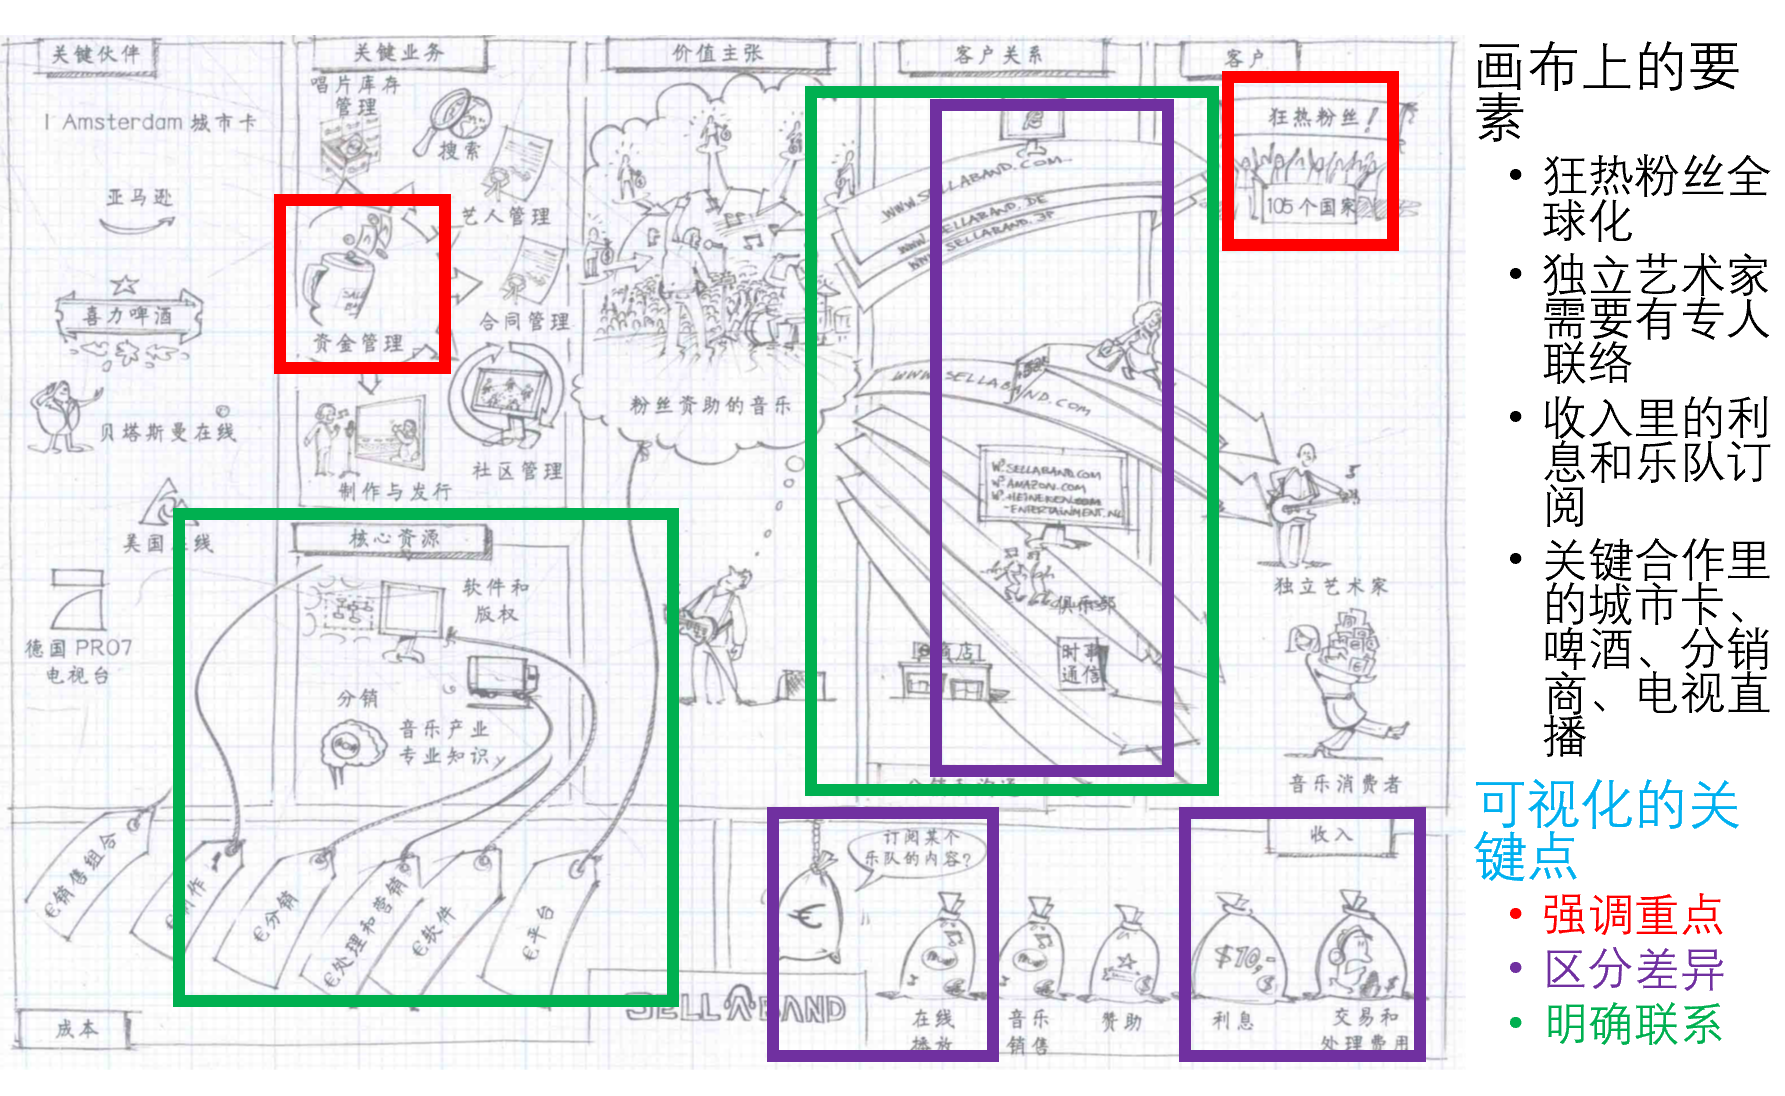 关键伙伴
I Amsterdam 城市卡
亚马逊
喜力啤酒
贝塔斯曼在线
美国在线
德国 PRO7
电视台
关键业务
唱片库存
管理
搜索
艺人管理
资金管理
合同管理
制作与发行
社区管理
核心资源
软件和
版权
分销
音乐产业
专业知识
价值主张
粉丝资助的音乐
客户关系
WWW.SELLABAND.COM
WWW.SELLABAND.DE
WWW.SELLABAND.JP
WWW.SELLABAND.COM
W³.SELLABAND.COM
W³.AMAZON.COM
W³.HEINEKEN.COM
-ENTERTAINMENT.NL
俱乐部
时事
通信
客户
狂热粉丝!
105个国家
独立艺术家
音乐消费者
€销售组合
€分销
€处理和营销
€软件
€平台
成本
SELLABAND
收入
订阅某个
乐队的内容?
€
在线
播放
音乐
销售
赞助
$10,-
利息
交易和
处理费用
画布上的要
素
• 狂热粉丝全
球化
• 独立艺术家
需要有专人
联络
• 收入里的利
息和乐队订
阅
• 关键合作里
的城市卡、
啤酒、分销
商、电视直
播
可视化的关
键点
• 强调重点
• 区分差异
• 明确联系